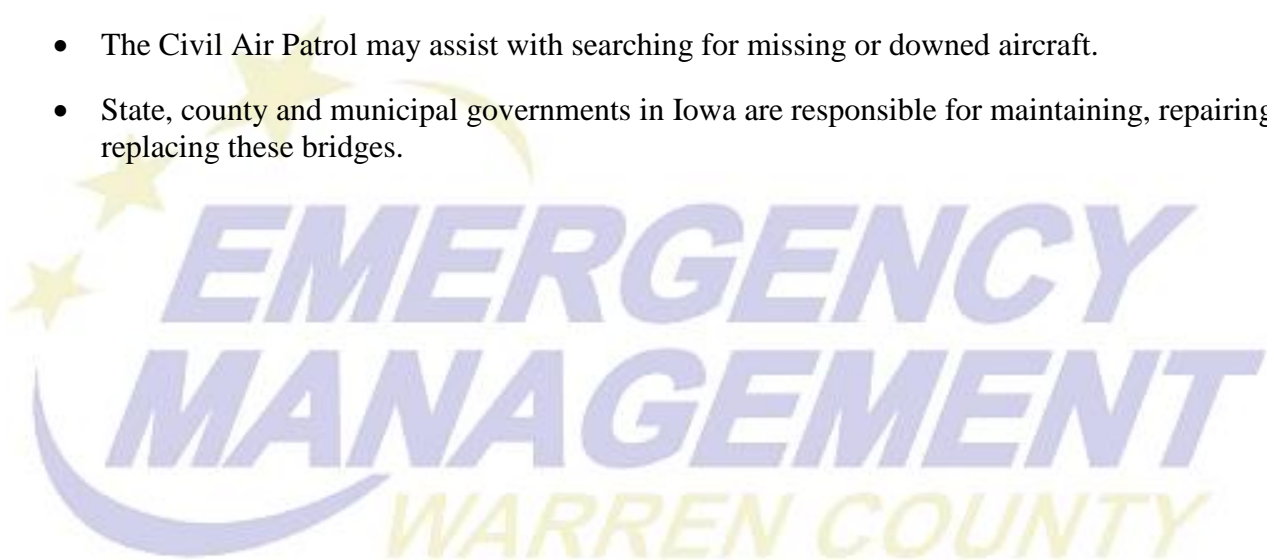 • The Civil Air Patrol may assist with searching for missing or downed aircraft.
• State, county and municipal governments in Iowa are responsible for maintaining, repairing
replacing these bridges.
EMERGENCY
MANAGEMENT
WARREN COUNTY